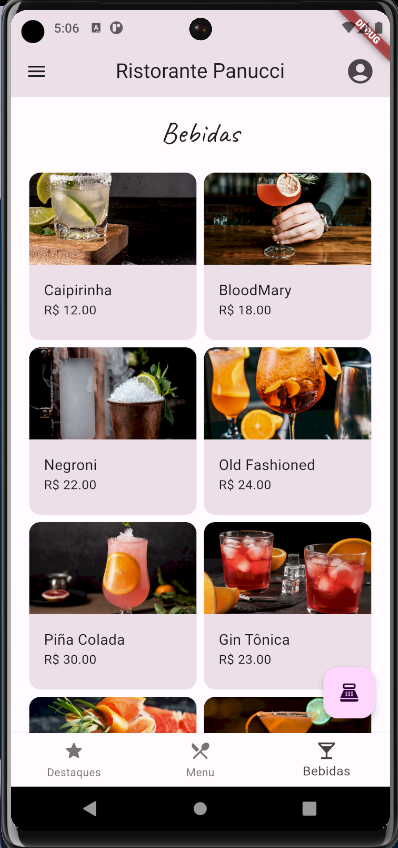 5:06
DEBUG
Ristorante Panucci
Bebidas
Caipirinha
R$ 12.00
BloodMary
R$ 18.00
Negroni
R$ 22.00
Old Fashioned
R$ 24.00
Piña Colada
R$ 30.00
Gin Tônica
R$ 23.00
Destaques
Menu
Bebidas